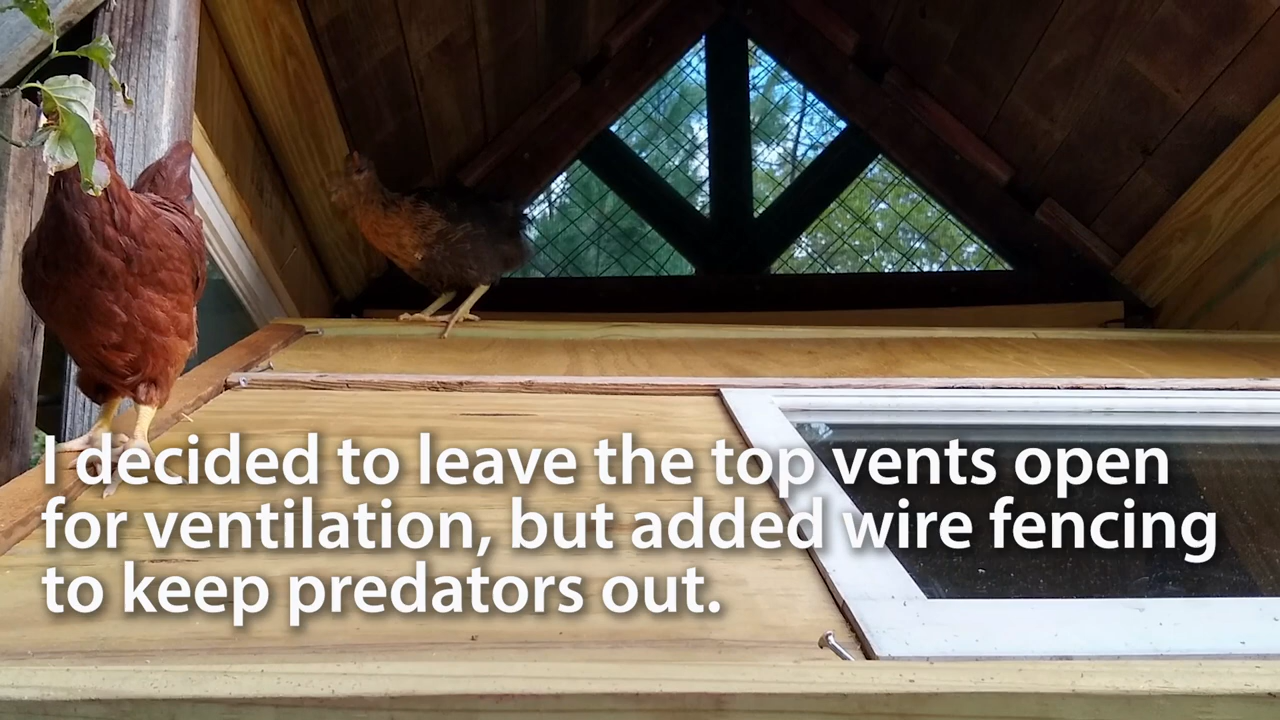 I decided to leave the top vents open
for ventilation, but added wire fencing
to keep predators out.